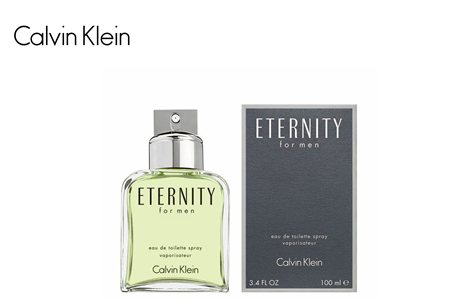 Calvin Klein
ETERNITY
for men
eau de toilette spray
vaporisateur
Calvin Klein
ETERNITY
for men
eau de toilette spray
vaporisateur
Calvin Klein
3.4 FL OZ 100 ml e